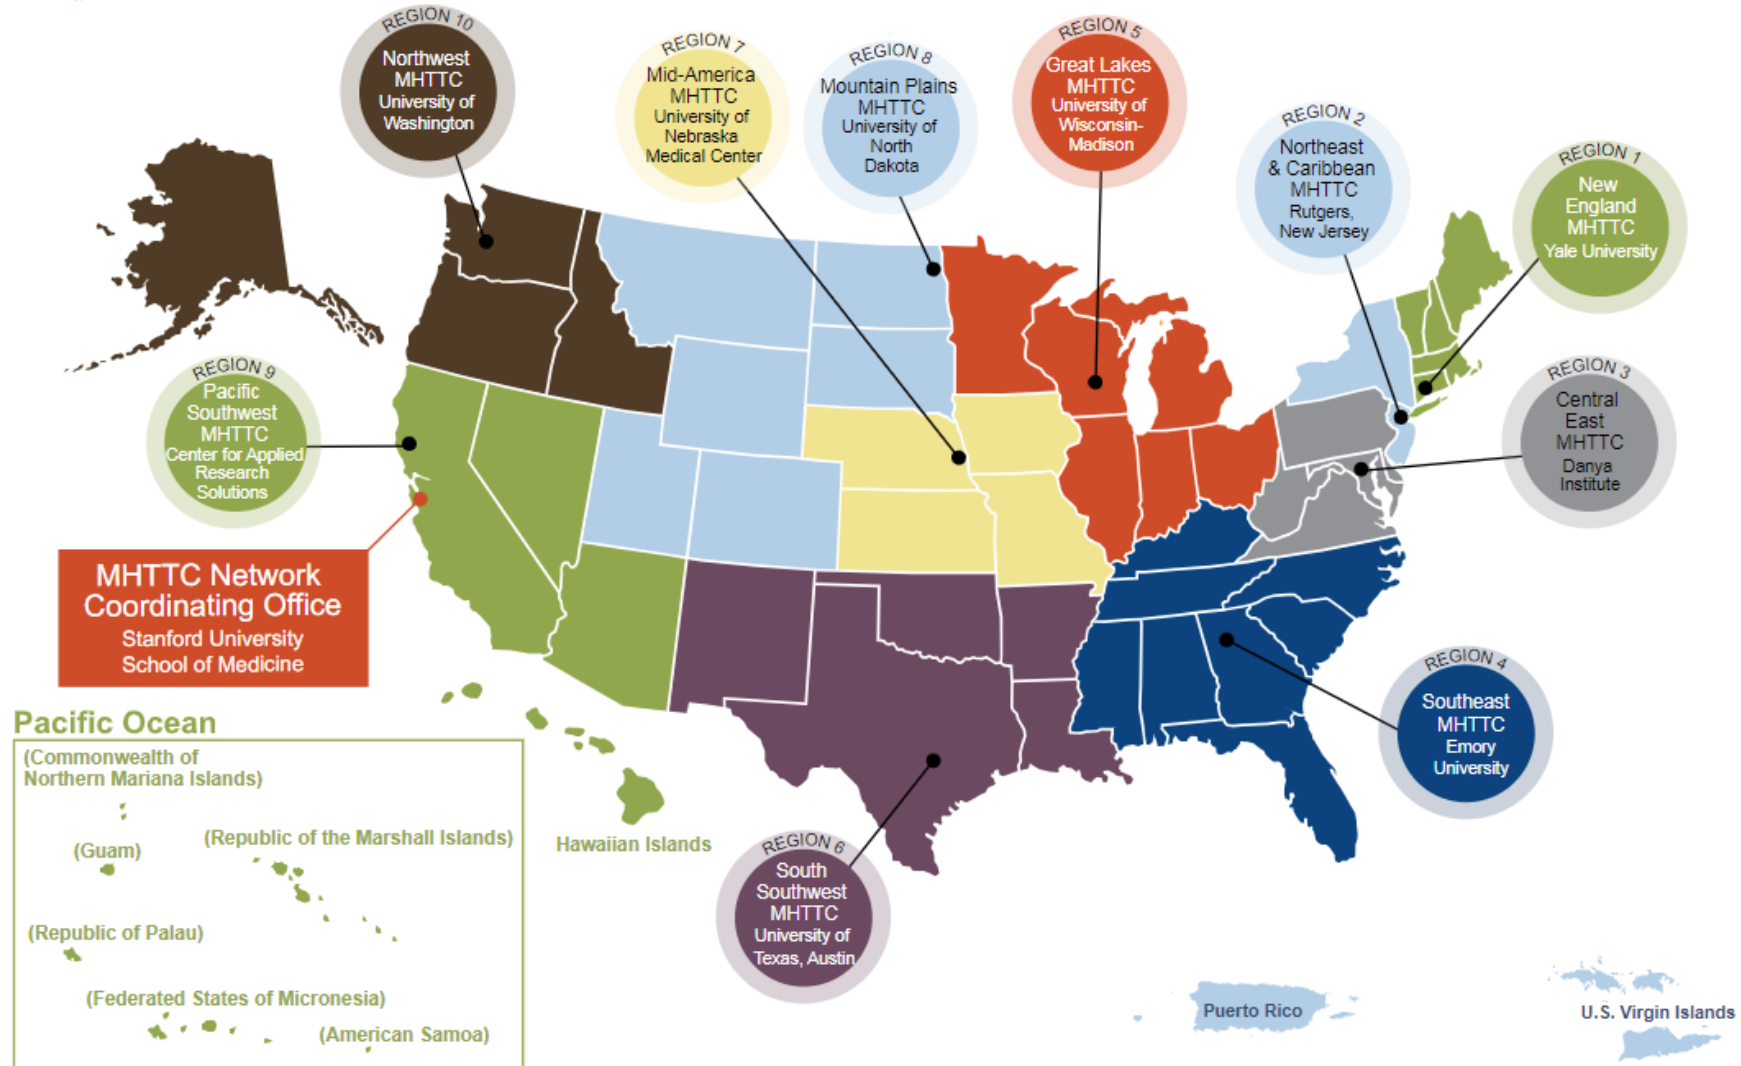 REGION 10
Northwest
MHTTC
University of
Washington
REGION 7
Mid-America
MHTTC
University of
Nebraska
Medical Center
REGION 8
Mountain Plains
MHTTC
University of
North
Dakota
REGION 5
Great Lakes
MHTTC
University of
Wisconsin-
Madison
REGION 2
Northeast
& Caribbean
MHTTC
Rutgers,
New Jersey
REGION 1
New
England
MHTTC
Yale University
REGION 9
Pacific
Southwest
MHTTC
Center for Applied
Research
Solutions
REGION 3
Central
East
MHTTC
Danya
Institute
MHTTC Network
Coordinating Office
Stanford University
School of Medicine
REGION 4
Southeast
MHTTC
Emory
University
Pacific Ocean
(Commonwealth of
Northern Mariana Islands)
(Guam)
(Republic of the Marshall Islands)
(Republic of Palau)
(Federated States of Micronesia)
(American Samoa)
Hawaiian Islands
REGION 6
South
Southwest
MHTTC
University of
Texas, Austin
Puerto Rico
U.S. Virgin Islands